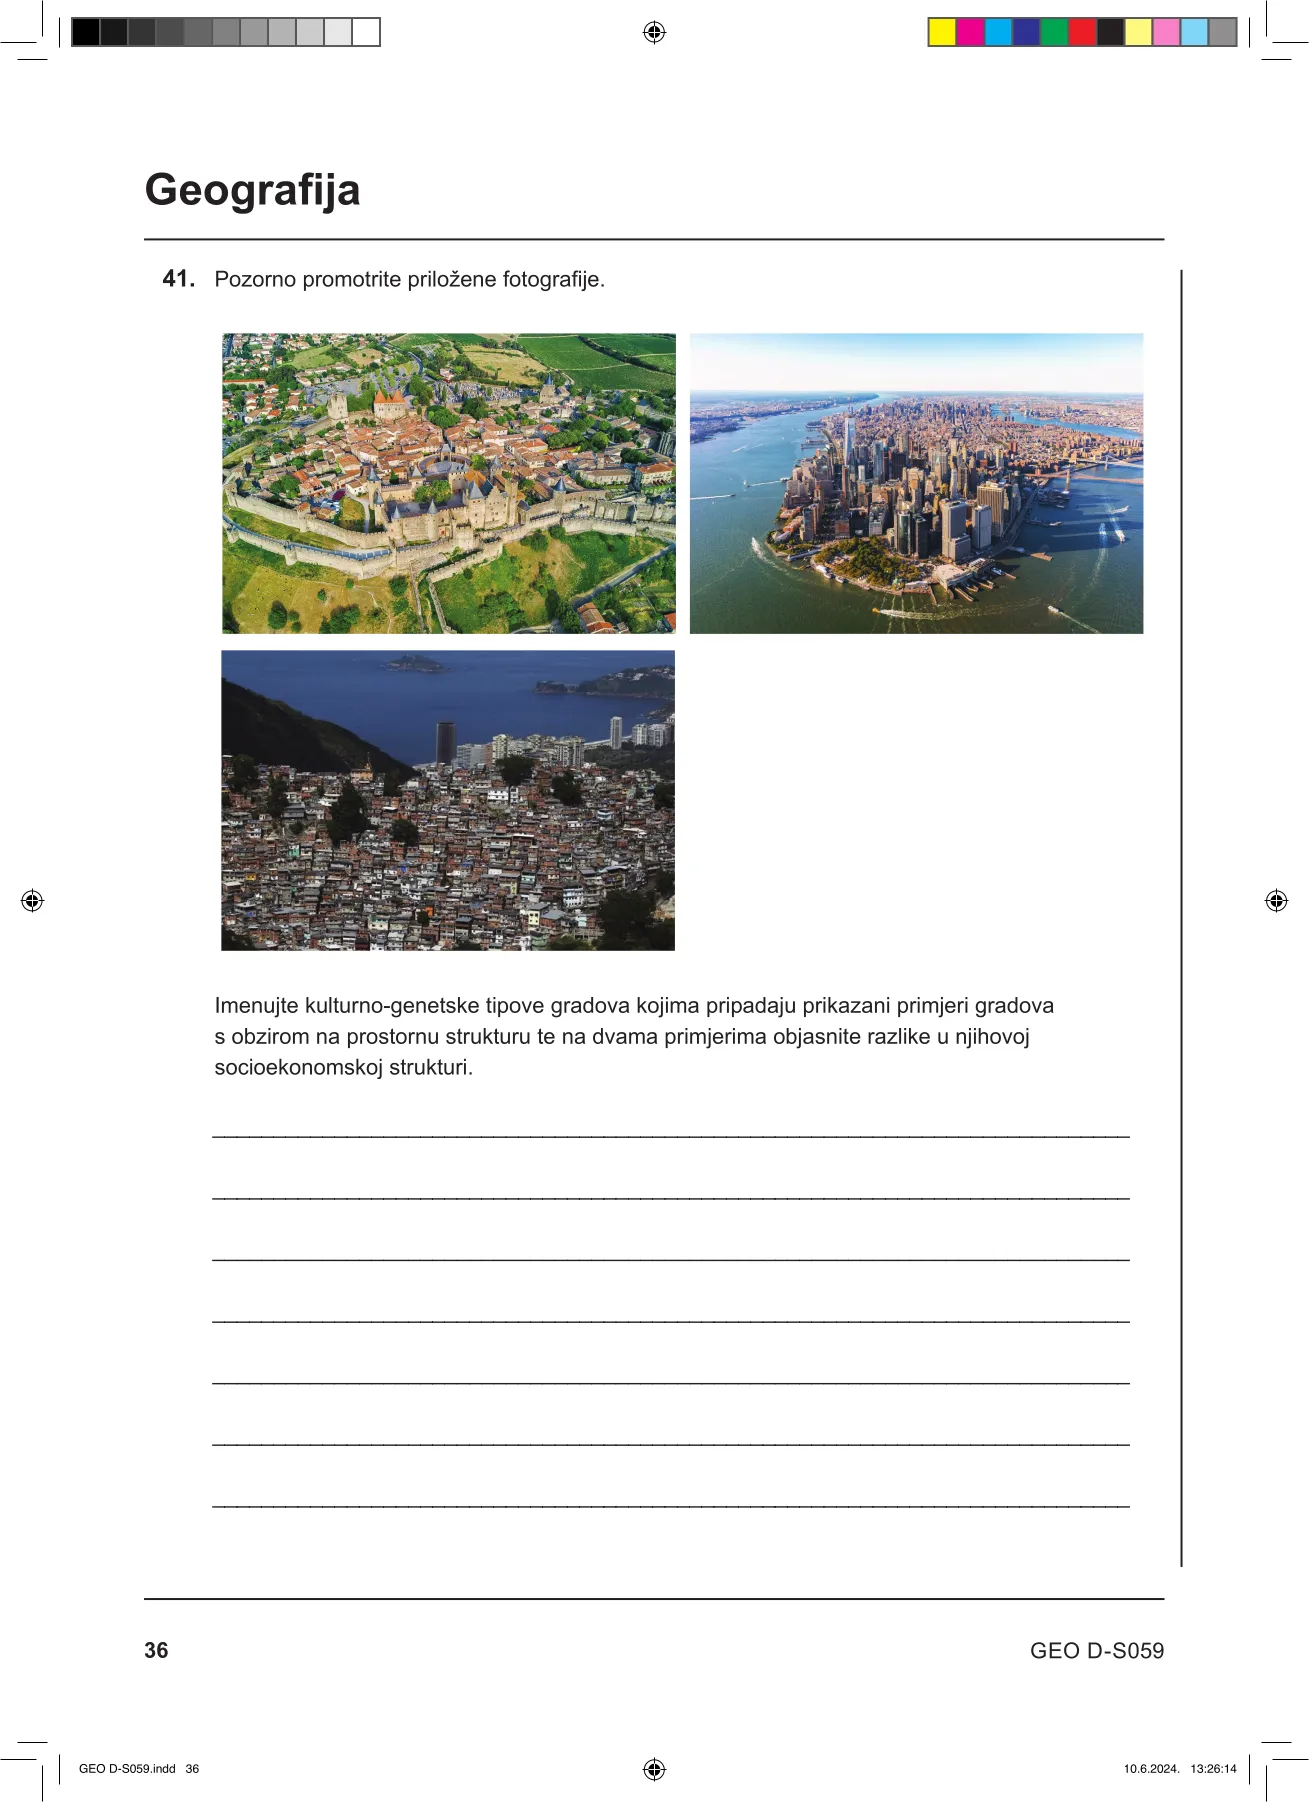 Geografija
41. Pozorno promotrite priložene fotografije.
Imenujte kulturno-genetske tipove gradova kojima pripadaju prikazani primjeri gradova
s obzirom na prostornu strukturu te na dvama primjerima objasnite razlike u njihovoj
socioekonomskoj strukturi.
36
GEO D-S059
GEO D-S059.indd 36
10.6.2024. 13:26:14